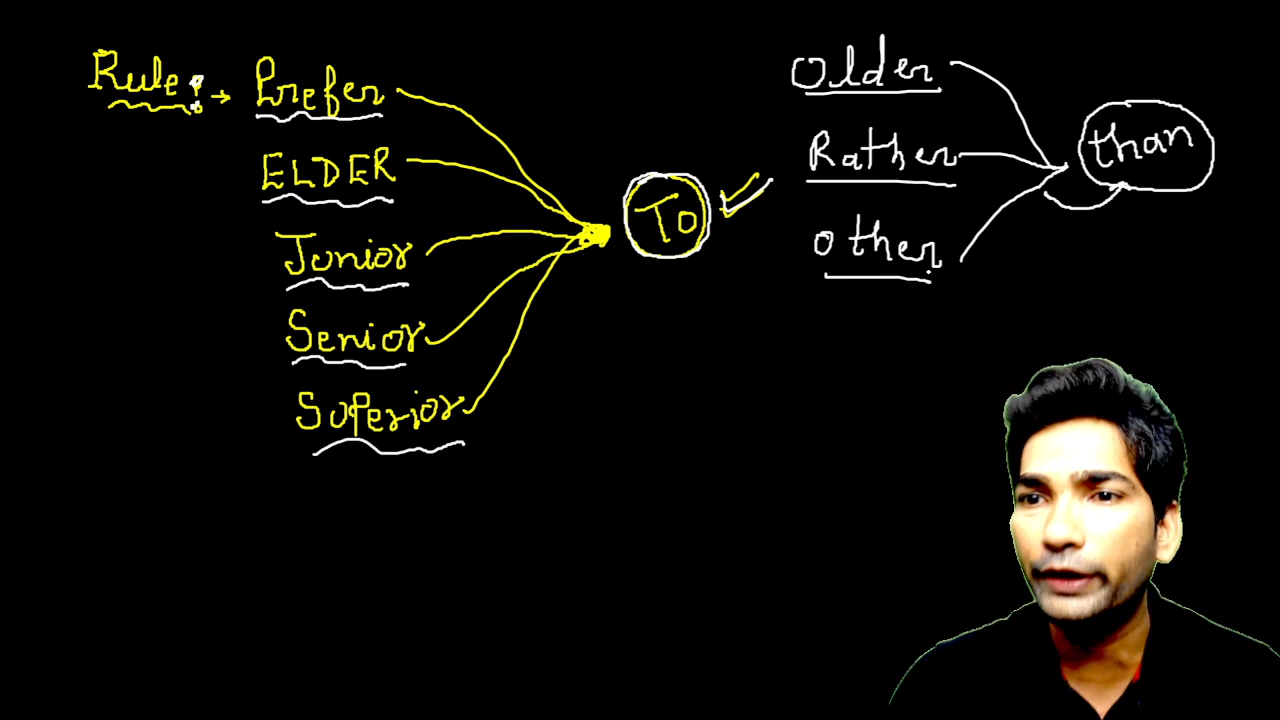 Rule: → Prefer
ELDER
Junior
Senior
Superior
To
Older
Rather
other
than